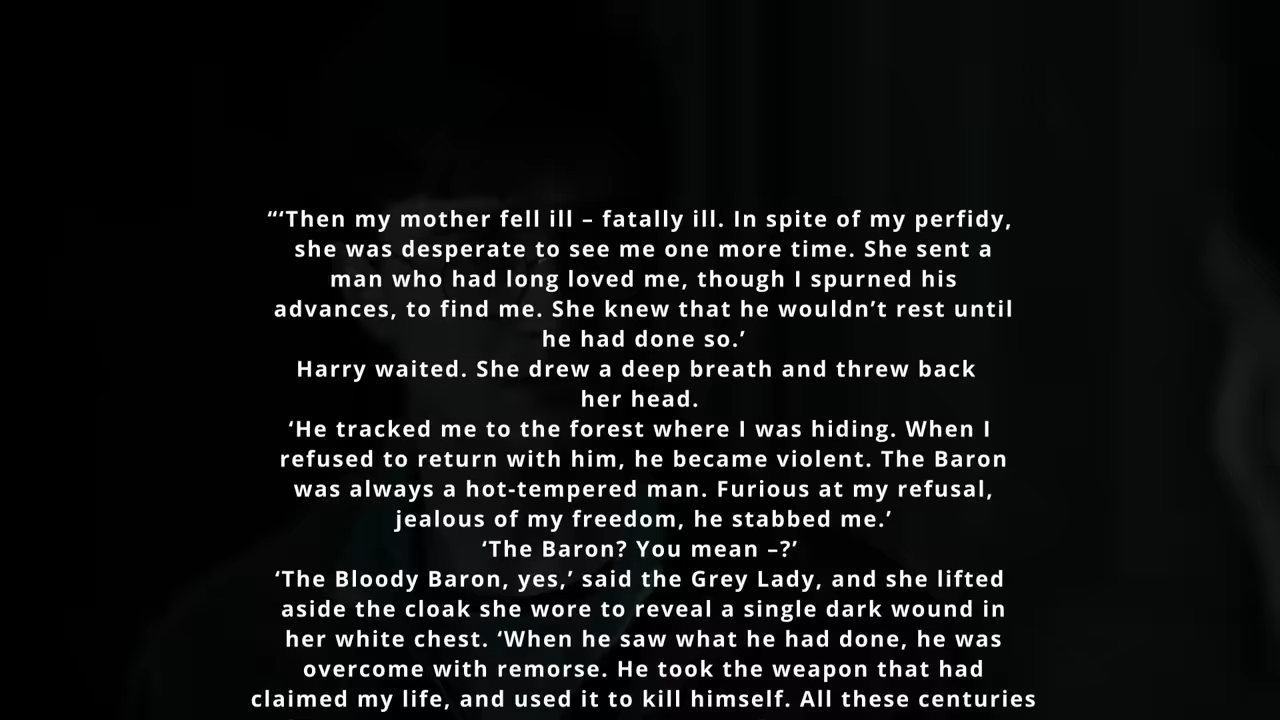 “‘Then my mother fell ill – fatally ill. In spite of my perfidy,
she was desperate to see me one more time. She sent a
man who had long loved me, though I spurned his
advances, to find me. She knew that he wouldn’t rest until
he had done so.’
Harry waited. She drew a deep breath and threw back
her head.
‘He tracked me to the forest where I was hiding. When I
refused to return with him, he became violent. The Baron
was always a hot-tempered man. Furious at my refusal,
jealous of my freedom, he stabbed me.’
‘The Baron? You mean –?’
‘The Bloody Baron, yes,’ said the Grey Lady, and she lifted
aside the cloak she wore to reveal a single dark wound in
her white chest. ‘When he saw what he had done, he was
overcome with remorse. He took the weapon that had
claimed my life, and used it to kill himself. All these centuries